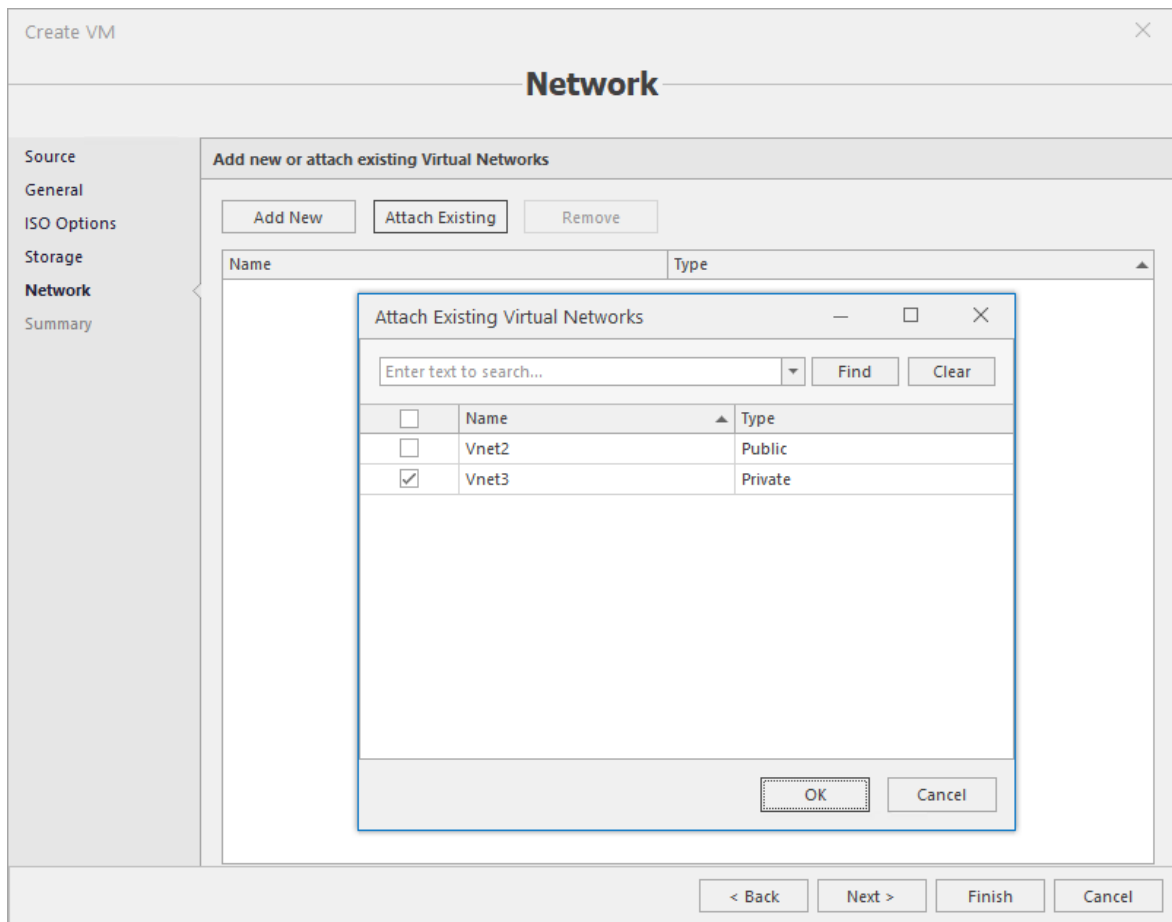 Create VM
Network
Source
General
ISO Options
Storage
Network
Summary
Add new or attach existing Virtual Networks
Add New Attach Existing Remove
Name Type
Attach Existing Virtual Networks
Enter text to search... Find Clear
Name Type
Vnet2 Public
Vnet3 Private
OK Cancel
< Back Next > Finish Cancel